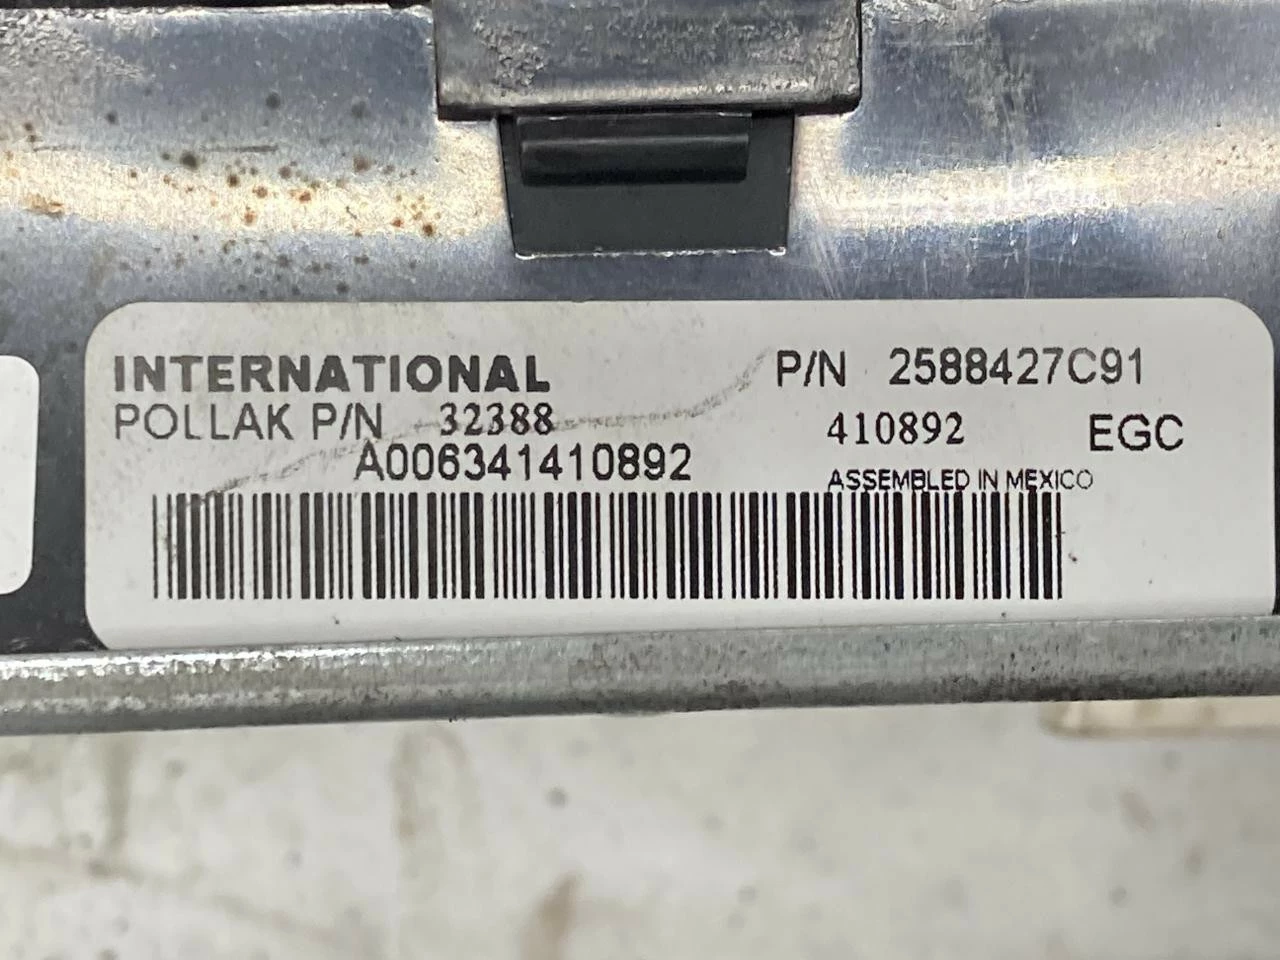 INTERNATIONAL P/N 2588427C91
POLLAK P/N 32388 410892 EGC
A006341410892
ASSEMBLED IN MEXICO